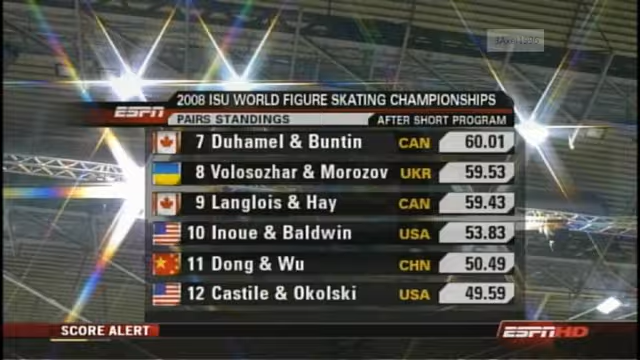 ESPN
2008 ISU WORLD FIGURE SKATING CHAMPIONSHIPS
PAIRS STANDINGS AFTER SHORT PROGRAM
7 Duhamel & Buntin CAN 60.01
8 Volosozhar & Morozov UKR 59.53
9 Langlois & Hay CAN 59.43
10 Inoue & Baldwin USA 53.83
11 Dong & Wu CHN 50.49
12 Castile & Okolski USA 49.59
SCORE ALERT
ESPN HD